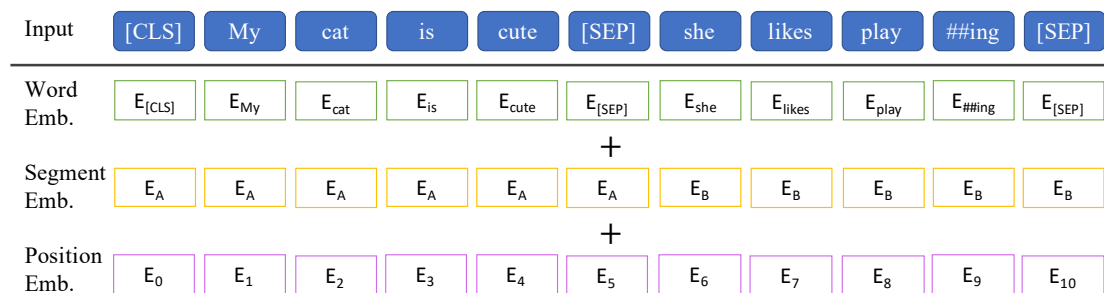 Input [CLS] My cat is cute [SEP] she likes play ##ing [SEP]
Word Emb. E[CLS] EMy Ecat Eis Ecute E[SEP] Eshe Elikes Eplay E##ing E[SEP]
+
Segment Emb. EA EA EA EA EA EA EB EB EB EB EB
+
Position Emb. E0 E1 E2 E3 E4 E5 E6 E7 E8 E9 E10